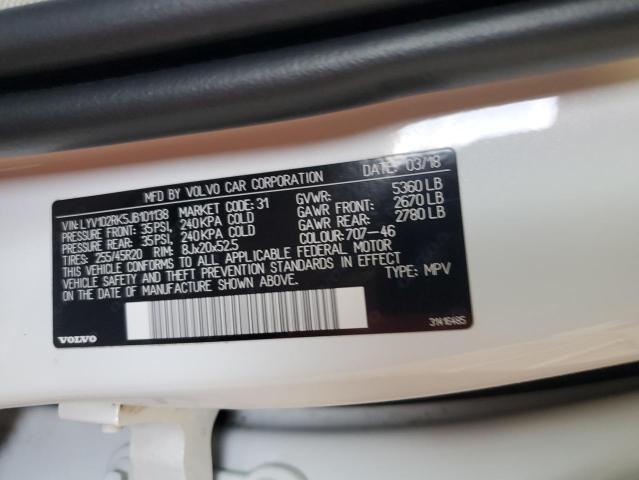 MFD BY VOLVO CAR CORPORATION DATE: 03/18
VIN: LYV102RK5JB101138 MARKET CODE: 31 GVWR: 5360 LB
PRESSURE FRONT: 35PSI, 240KPA COLD GAWR FRONT: 2670 LB
PRESSURE REAR: 35PSI, 240KPA COLD GAWR REAR: 2780 LB
TIRES: 255/45R20 RIM: 8Jx20x52.5 COLOUR: 707-46
THIS VEHICLE CONFORMS TO ALL APPLICABLE FEDERAL MOTOR
VEHICLE SAFETY AND THEFT PREVENTION STANDARDS IN EFFECT
ON THE DATE OF MANUFACTURE SHOWN ABOVE. TYPE: MPV
VOLVO 31416485